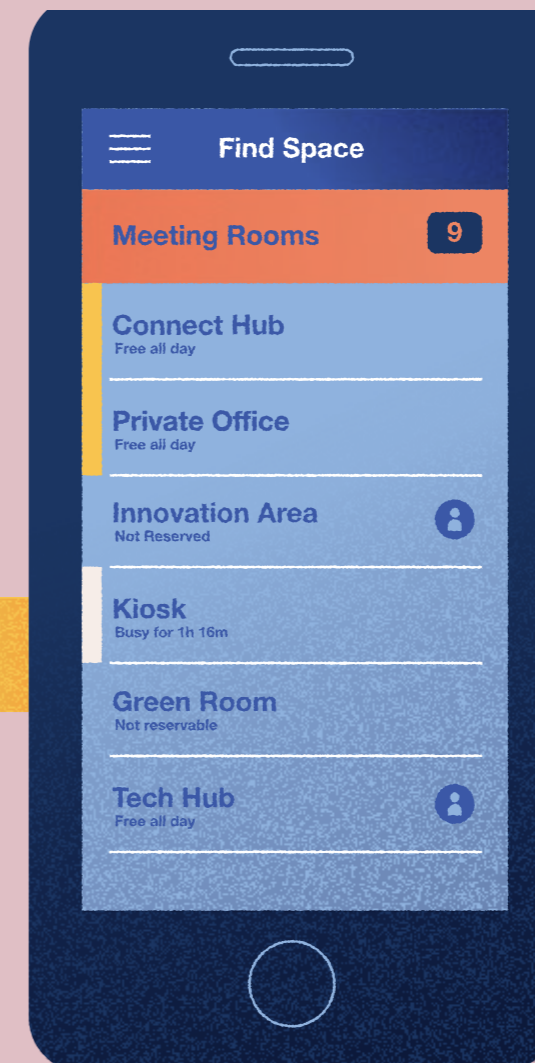 Find Space
Meeting Rooms 9
Connect Hub
Free all day
Private Office
Free all day
Innovation Area
Not Reserved
Kiosk
Busy for 1h 16m
Green Room
Not reservable
Tech Hub
Free all day